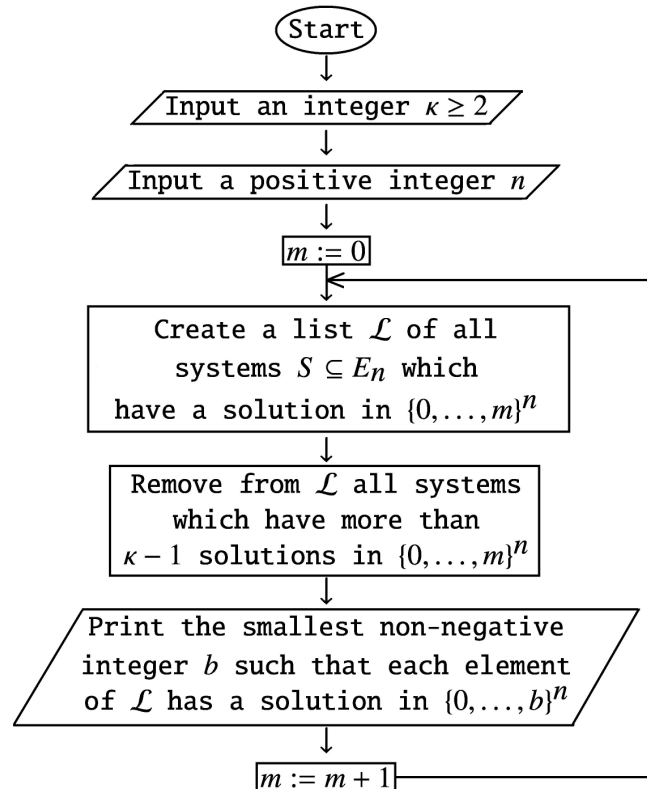 Start
Input an integer κ ≥ 2
Input a positive integer n
m := 0
Create a list ℒ of all
systems S ⊆ Eₙ which
have a solution in {0, . . . , m}ⁿ
Remove from ℒ all systems
which have more than
κ − 1 solutions in {0, . . . , m}ⁿ
Print the smallest non-negative
integer b such that each element
of ℒ has a solution in {0, . . . , b}ⁿ
m := m + 1